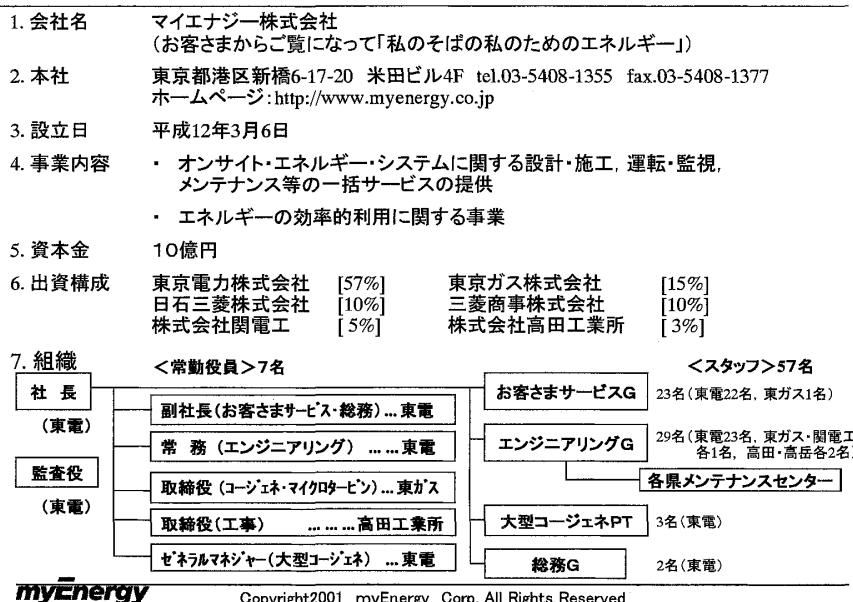 1. 会社名 マイエナジー株式会社
(お客さまからご覧になって「私のそばの私のためのエネルギー」)
2. 本社 東京都港区新橋6-17-20 米田ビル4F tel.03-5408-1355 fax.03-5408-1377
ホームページ:http://www.myenergy.co.jp
3. 設立日 平成12年3月6日
4. 事業内容 ・ オンサイト・エネルギー・システムに関する設計・施工, 運転・監視,
メンテナンス等の一括サービスの提供
・ エネルギーの効率的利用に関する事業
5. 資本金 10億円
6. 出資構成 東京電力株式会社 [57%] 東京ガス株式会社 [15%]
日石三菱株式会社 [10%] 三菱商事株式会社 [10%]
株式会社関電工 [ 5%] 株式会社高田工業所 [ 3%]
7. 組織 <常勤役員>7名 <スタッフ>57名
社 長
(東電)
監査役
(東電)
副社長(お客さまサービス・総務)…東電
常 務 (エンジニアリング) … …東電
取締役(コージェネ・マイクロタービン)…東ガス
取締役(工事) … … …高田工業所
ゼネラルマネジャー(大型コージェネ) …東電
お客さまサービスG 23名(東電22名, 東ガス1名)
エンジニアリングG 29名(東電23名, 東ガス・関電工
各1名, 高田・高岳各2名)
各県メンテナンスセンター
大型コージェネPT 3名(東電)
総務G 2名(東電)
myEnergy Copyright2001 myEnergy Corp. All Rights Reserved